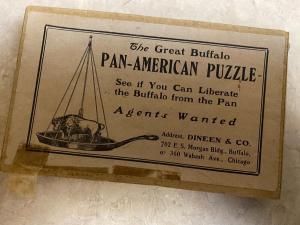 The Great Buffalo
PAN-AMERICAN PUZZLE
See if You Can Liberate
the Buffalo from the Pan
Agents Wanted
Address, DINEEN & CO.
702 E. S. Morgan Bldg., Buffalo,
or 360 Wabash Ave., Chicago